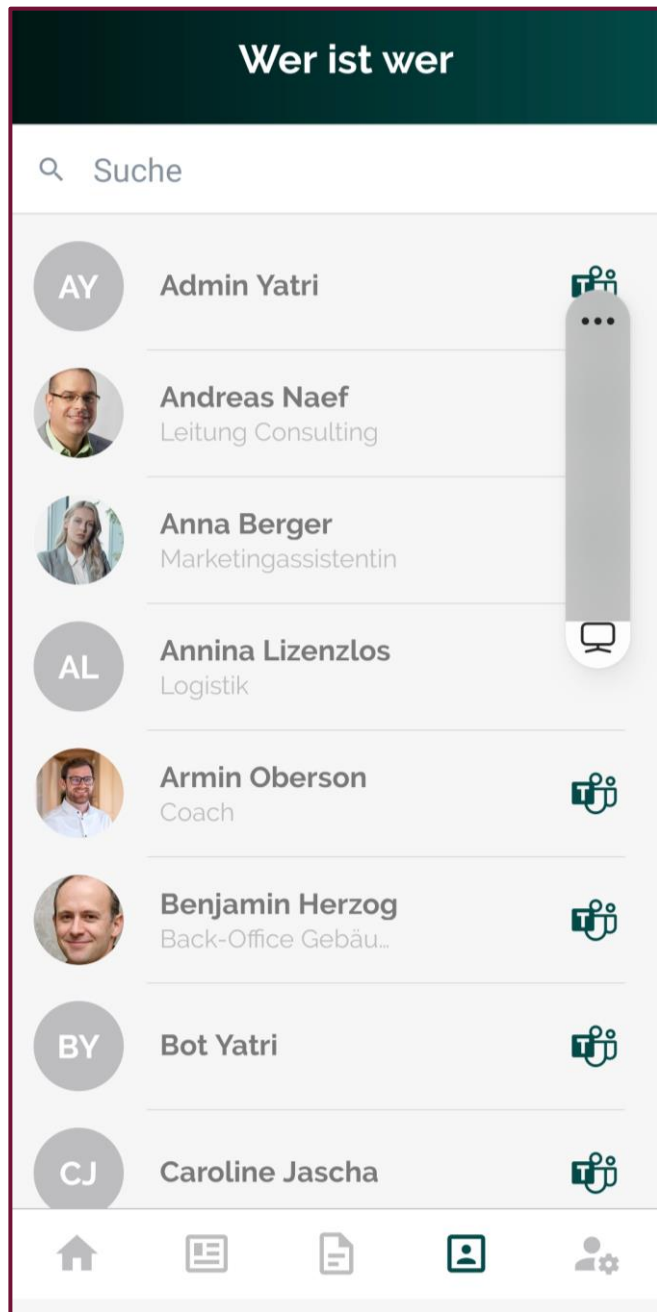 Wer ist wer
Suche
AY
Admin Yatri
Andreas Naef
Leitung Consulting
Anna Berger
Marketingassistentin
AL
Annina Lizenzlos
Logistik
Armin Oberson
Coach
Benjamin Herzog
Back-Office Gebäu...
BY
Bot Yatri
CJ
Caroline Jascha